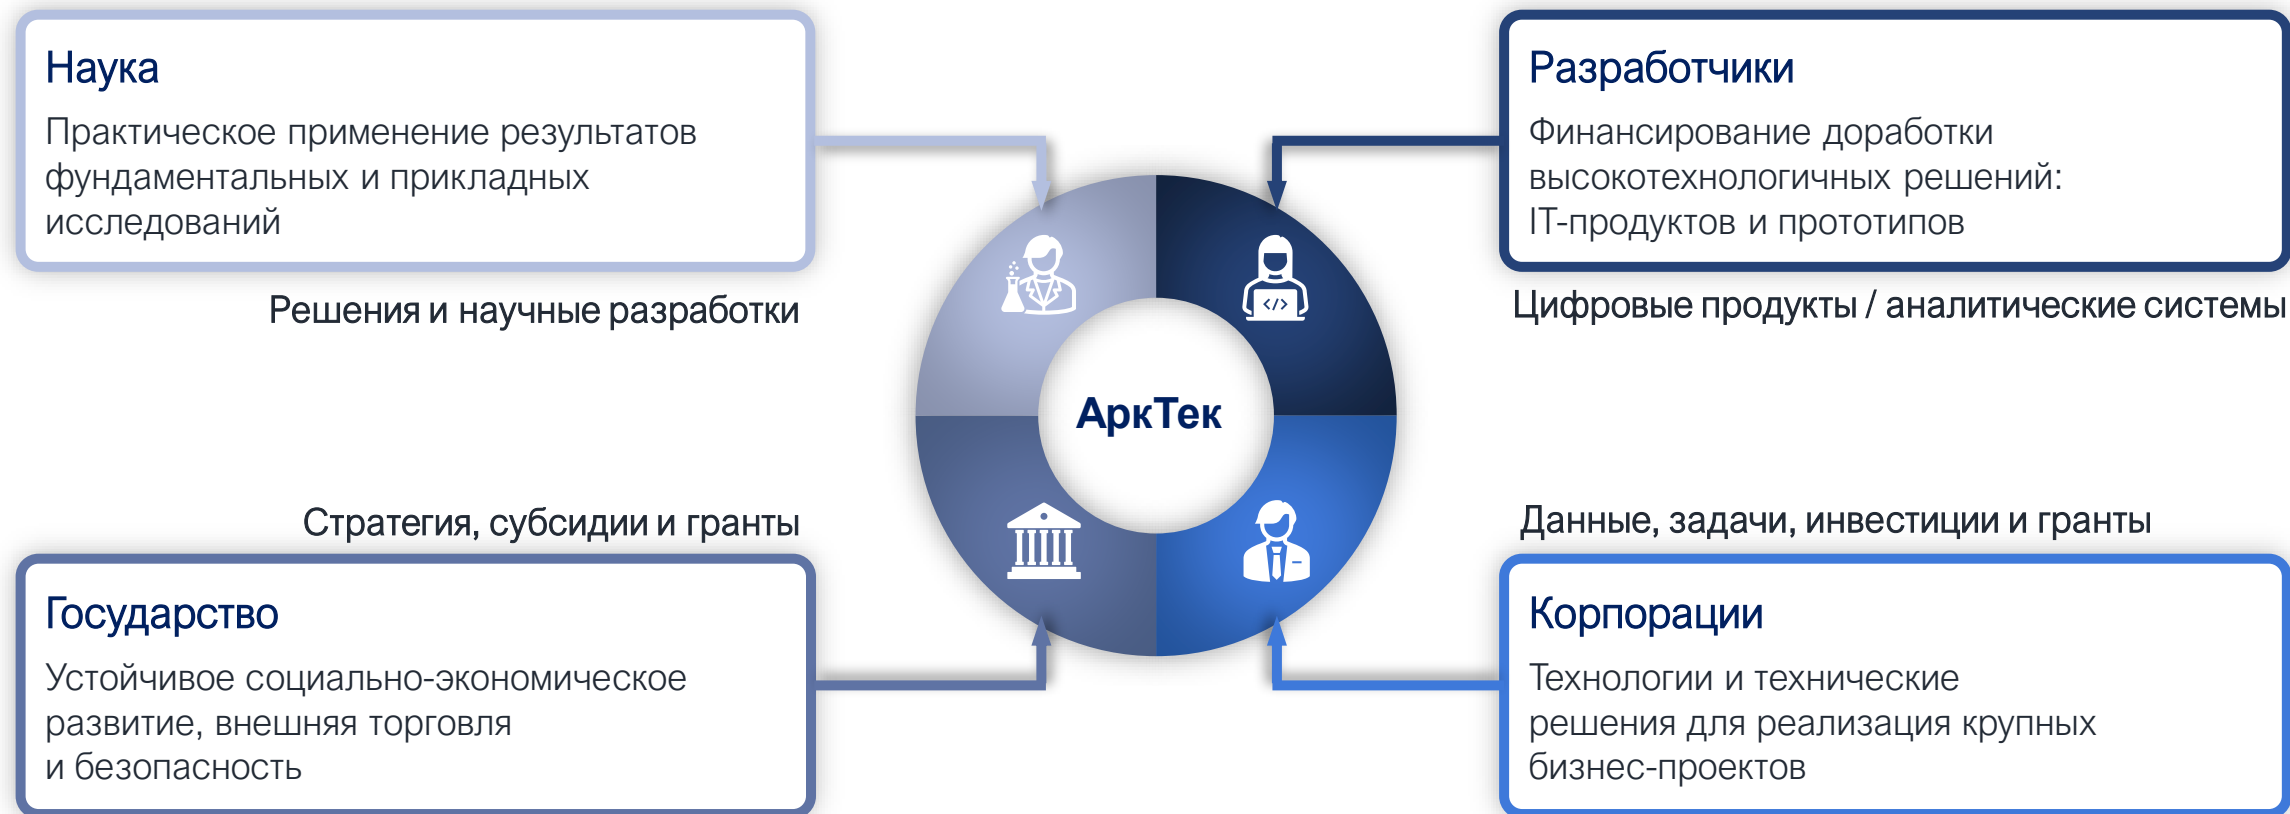 Наука
Практическое применение результатов
фундаментальных и прикладных
исследований
Решения и научные разработки
Разработчики
Финансирование доработки
высокотехнологичных решений:
IT-продуктов и прототипов
Цифровые продукты / аналитические системы
</>
АркТек
Стратегия, субсидии и гранты
Государство
Устойчивое социально-экономическое
развитие, внешняя торговля
и безопасность
Данные, задачи, инвестиции и гранты
Корпорации
Технологии и технические
решения для реализация крупных
бизнес-проектов